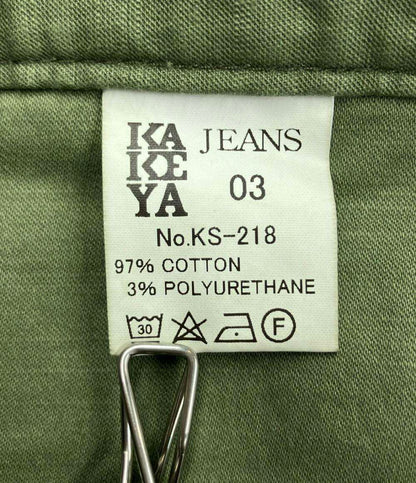 KA JEANS
KE
YA 03
No.KS-218
97% COTTON
3% POLYURETHANE
30 F